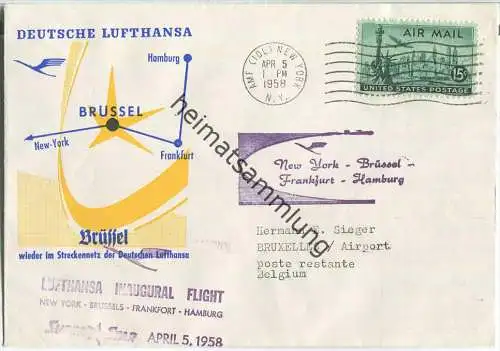 DEUTSCHE LUFTHANSA
Hamburg
BRÜSSEL
New-York
Frankfurt
Brüssel
wieder im Streckennetz der Deutschen Lufthansa
LUFTHANSA INAUGURAL FLIGHT
NEW YORK - BRUSSELS - FRANKFURT - HAMBURG
APRIL 5, 1958
AMF (IDL) NEW YORK
APR 5
1 PM
1958
N.Y.
AIR MAIL
15¢
UNITED STATES POSTAGE
New York - Brüssel -
Frankfurt - Hamburg
Hermann E. Sieger
BRUXELLES / Airport
poste restante
Belgium
heimatsammlung